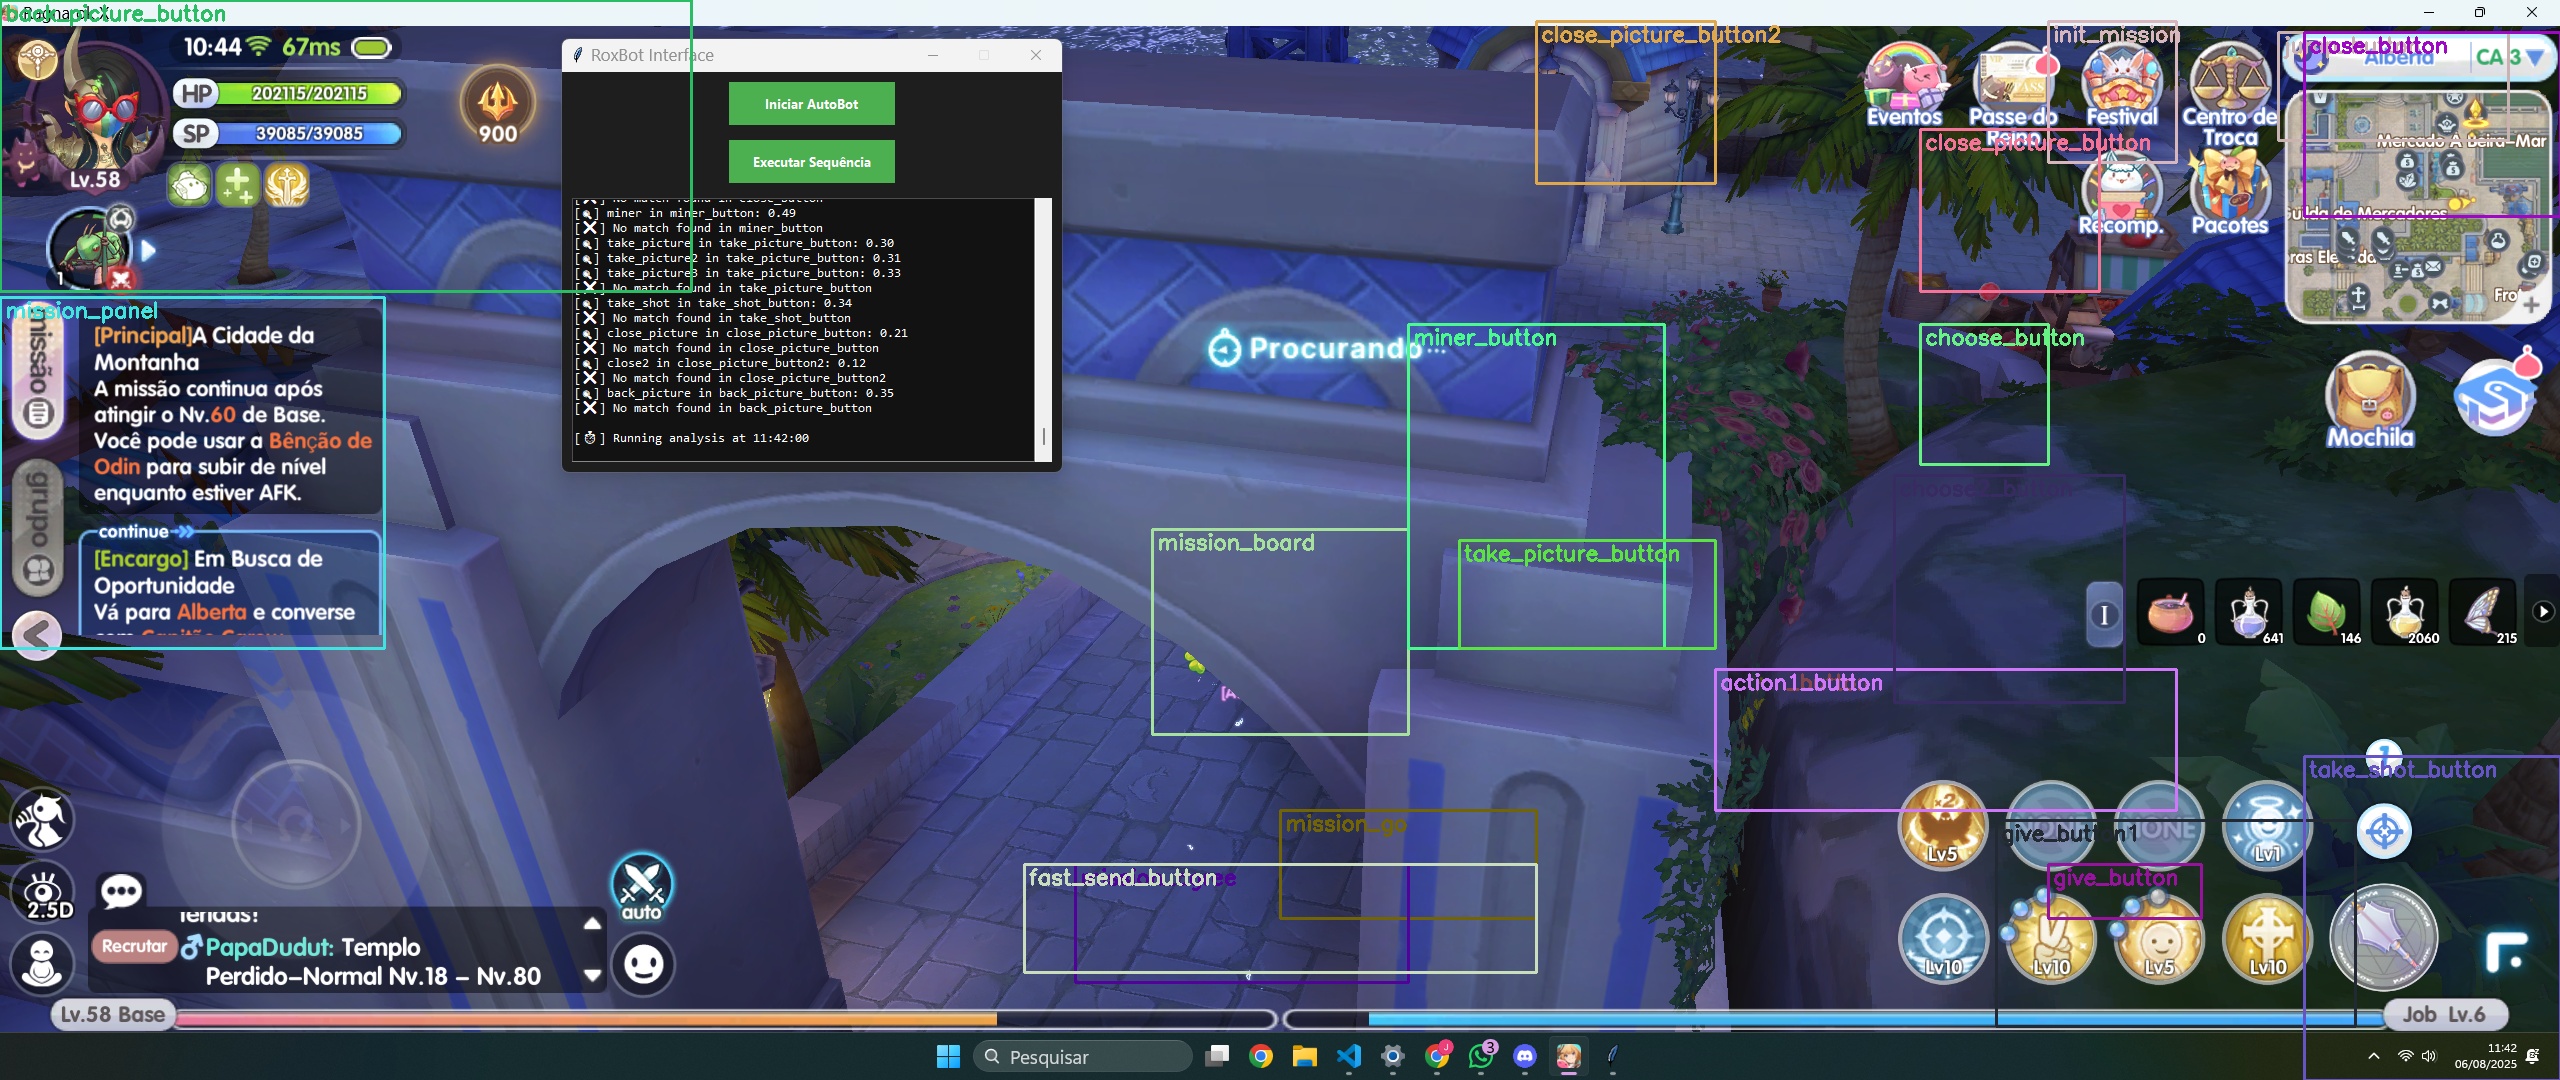 back_picture_button
10:44
67ms
HP
202115/202115
SP
39085/39085
900
Lv.58
1
RoxBot Interface
Iniciar AutoBot
Executar Sequência
[🔍] miner in miner_button: 0.49
[❌] No match found in miner_button
[🔍] take_picture in take_picture_button: 0.30
[🔍] take_picture2 in take_picture_button: 0.31
[🔍] take_picture3 in take_picture_button: 0.33
[❌] No match found in take_picture_button
[🔍] take_shot in take_shot_button: 0.34
[❌] No match found in take_shot_button
[🔍] close_picture in close_picture_button: 0.21
[❌] No match found in close_picture_button
[🔍] close2 in close_picture_button2: 0.12
[❌] No match found in close_picture_button2
[🔍] back_picture in back_picture_button: 0.35
[❌] No match found in back_picture_button
[⏱] Running analysis at 11:42:00
close_picture_button2
init_mission
close_button
Alberta
CA 3
Eventos
Passe do
Festival
Centro de
Troca
close_picture_button
Recomp.
Pacotes
Mercado À Beira-Mar
uilda de Mercadores
mission_panel
missão
grupo
[Principal]A Cidade da
Montanha
A missão continua após
atingir o Nv.60 de Base.
Você pode usar a Bênção de
Odin para subir de nível
enquanto estiver AFK.
continue
[Encargo] Em Busca de
Oportunidade
Vá para Alberta e converse
Procurando...
miner_button
choose_button
Mochila
mission_board
take_picture_button
I
0
641
146
2060
215
action1_button
take_shot_button
mission_go
fast_send_button
give_button
Lv5
Lv1
Lv10
Lv10
Lv5
Lv10
2.5D
auto
Recrutar
PapaDudut: Templo
Perdido-Normal Nv.18 - Nv.80
Lv.58 Base
Job Lv.6
Pesquisar
3
11:42
06/08/2025